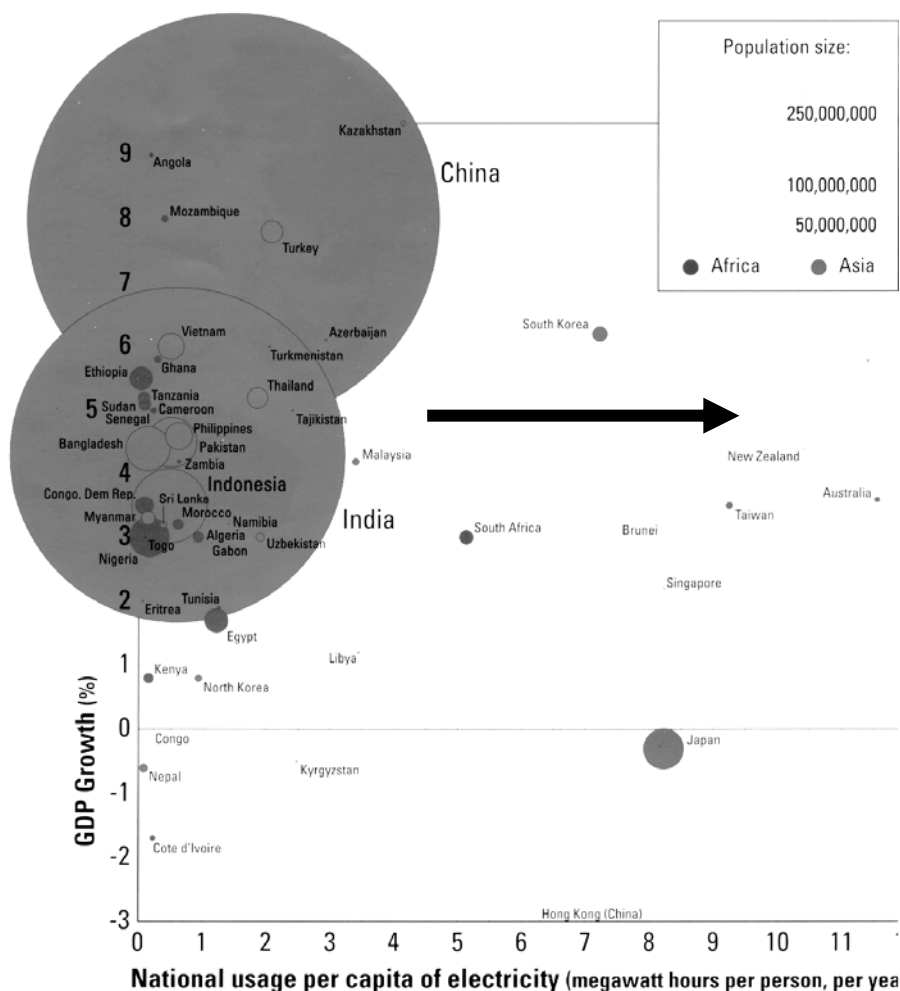 Population size:
250,000,000
100,000,000
50,000,000
Africa
Asia
Kazakhstan
9
Angola
China
8
Mozambique
Turkey
7
South Korea
Azerbaijan
6
Vietnam
Turkmenistan
Ghana
Ethiopia
Thailand
Tanzania
5
Sudan
Cameroon
Senegal
Tajikistan
Philippines
Bangladesh
Pakistan
Malaysia
New Zealand
Zambia
4
Indonesia
Congo. Dem Rep.
Sri Lanka
Australia
Myanmar
Morocco
Namibia
India
Taiwan
South Africa
Brunei
3
Togo
Algeria
Uzbekistan
Nigeria
Gabon
Singapore
2
Eritrea
Tunisia
Egypt
Libya
1
Kenya
North Korea
0
Congo
Japan
Nepal
Kyrgyzstan
-1
Cote d'Ivoire
-2
Hong Kong (China)
-3
GDP Growth (%)
0 1 2 3 4 5 6 7 8 9 10 11
National usage per capita of electricity (megawatt hours per person, per yea